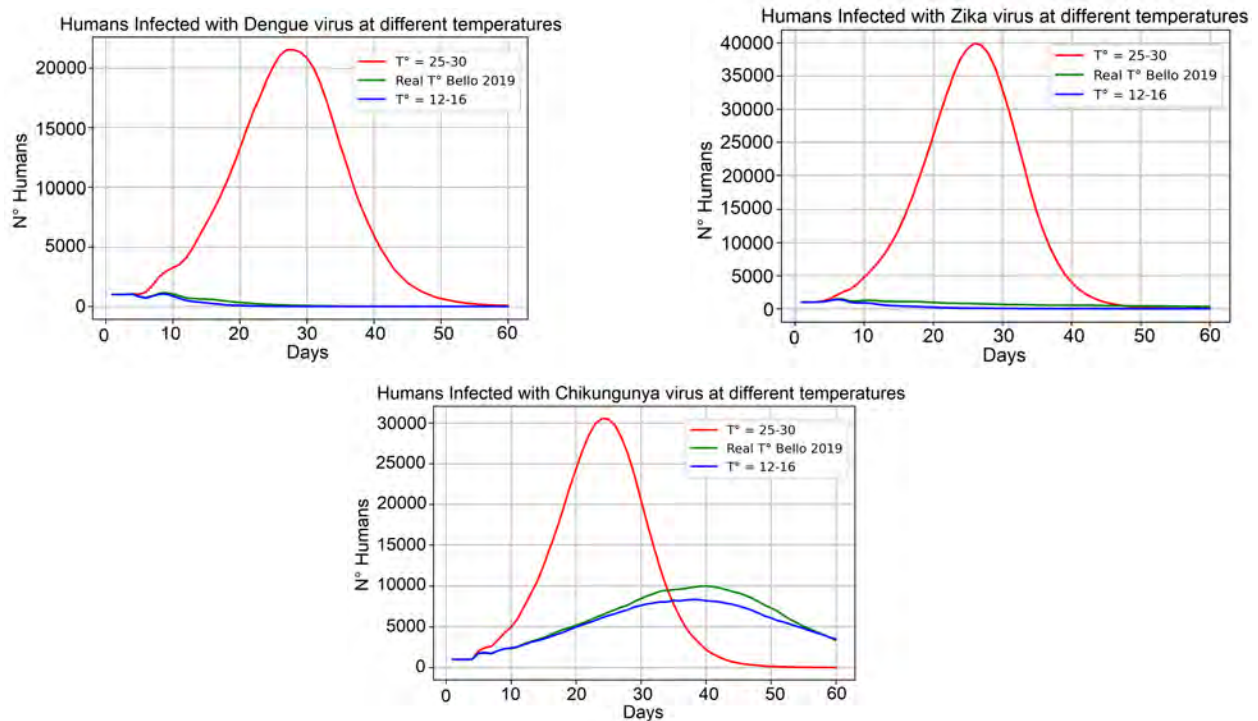 Humans Infected with Dengue virus at different temperatures
20000
15000
10000
5000
0
N° Humans
T° = 25-30
Real T° Bello 2019
T° = 12-16
0 10 20 30 40 50 60
Days
Humans Infected with Zika virus at different temperatures
40000
35000
30000
25000
20000
15000
10000
5000
0
N° Humans
T° = 25-30
Real T° Bello 2019
T° = 12-16
0 10 20 30 40 50 60
Days
Humans Infected with Chikungunya virus at different temperatures
30000
25000
20000
15000
10000
5000
0
N° Humans
T° = 25-30
Real T° Bello 2019
T° = 12-16
0 10 20 30 40 50 60
Days